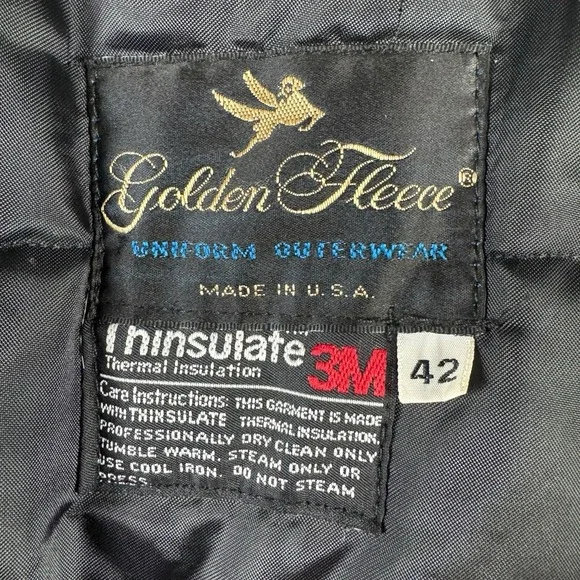 Golden Fleece®
UNIFORM OUTERWEAR
MADE IN U.S.A.
Thinsulate™
Thermal Insulation
3M
42
Care Instructions: THIS GARMENT IS MADE
WITH THINSULATE THERMAL INSULATION.
PROFESSIONALLY DRY CLEAN ONLY
TUMBLE WARM. STEAM ONLY OR
USE COOL IRON. DO NOT STEAM
PRESS